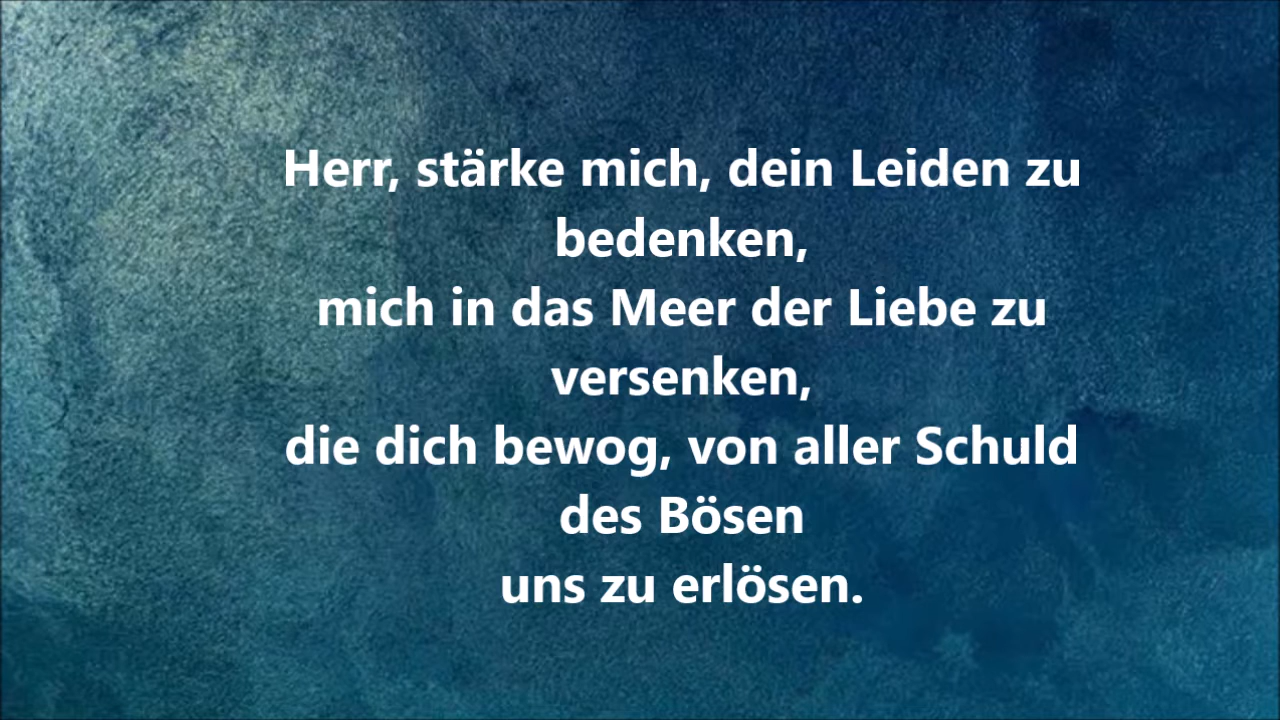 Herr, stärke mich, dein Leiden zu
bedenken,
mich in das Meer der Liebe zu
versenken,
die dich bewog, von aller Schuld
des Bösen
uns zu erlösen.